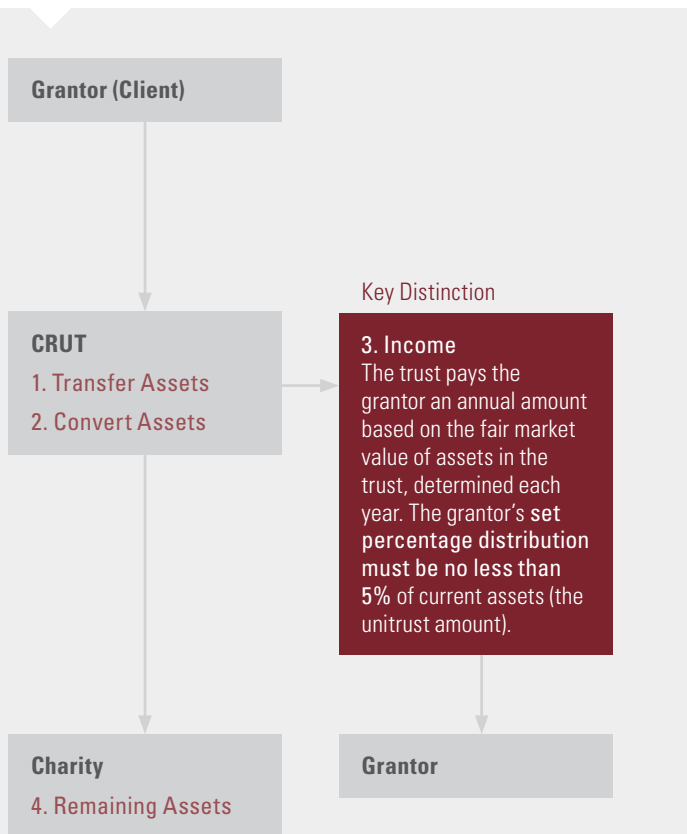 Grantor (Client)
CRUT
1. Transfer Assets
2. Convert Assets
Key Distinction
3. Income
The trust pays the
grantor an annual amount
based on the fair market
value of assets in the
trust, determined each
year. The grantor’s set
percentage distribution
must be no less than
5% of current assets (the
unitrust amount).
Charity
4. Remaining Assets
Grantor